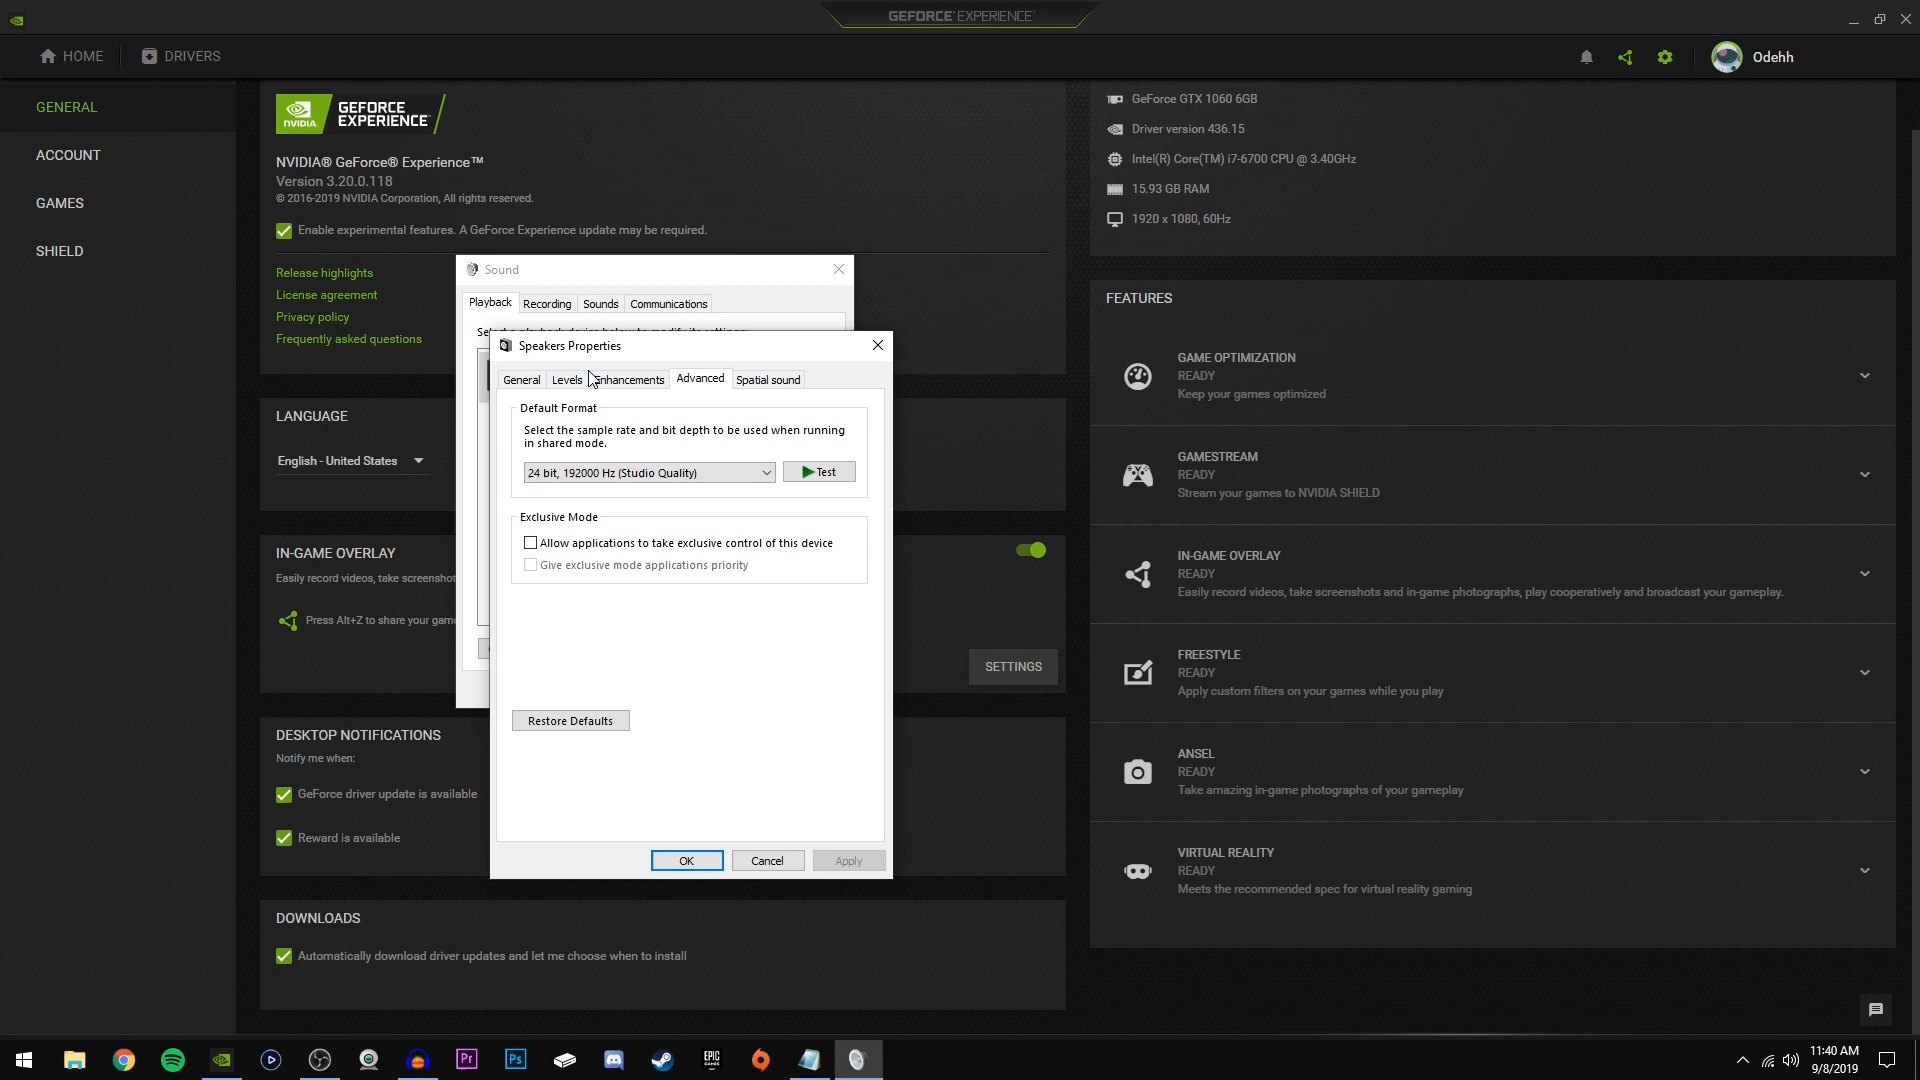 GEFORCE® EXPERIENCE™
HOME
DRIVERS
Odehh
GENERAL
ACCOUNT
GAMES
SHIELD
NVIDIA
GEFORCE
EXPERIENCE™
NVIDIA® GeForce® Experience™
Version 3.20.0.118
© 2016-2019 NVIDIA Corporation, All rights reserved.
Enable experimental features. A GeForce Experience update may be required.
Release highlights
License agreement
Privacy policy
Frequently asked questions
LANGUAGE
English - United States
IN-GAME OVERLAY
Easily record videos, take screenshot
Press Alt+Z to share your game
SETTINGS
DESKTOP NOTIFICATIONS
Notify me when:
GeForce driver update is available
Reward is available
DOWNLOADS
Automatically download driver updates and let me choose when to install
Sound
Playback
Recording
Sounds
Communications
Speakers Properties
General
Levels
Enhancements
Advanced
Spatial sound
Default Format
Select the sample rate and bit depth to be used when running
in shared mode.
24 bit, 192000 Hz (Studio Quality)
Test
Exclusive Mode
Allow applications to take exclusive control of this device
Give exclusive mode applications priority
Restore Defaults
OK
Cancel
Apply
GeForce GTX 1060 6GB
Driver version 436.15
Intel(R) Core(TM) i7-6700 CPU @ 3.40GHz
15.93 GB RAM
1920 x 1080, 60Hz
FEATURES
GAME OPTIMIZATION
READY
Keep your games optimized
GAMESTREAM
READY
Stream your games to NVIDIA SHIELD
IN-GAME OVERLAY
READY
Easily record videos, take screenshots and in-game photographs, play cooperatively and broadcast your gameplay.
FREESTYLE
READY
Apply custom filters on your games while you play
ANSEL
READY
Take amazing in-game photographs of your gameplay
VIRTUAL REALITY
READY
Meets the recommended spec for virtual reality gaming
Pr
Ps
EPIC
GAMES
11:40 AM
9/8/2019